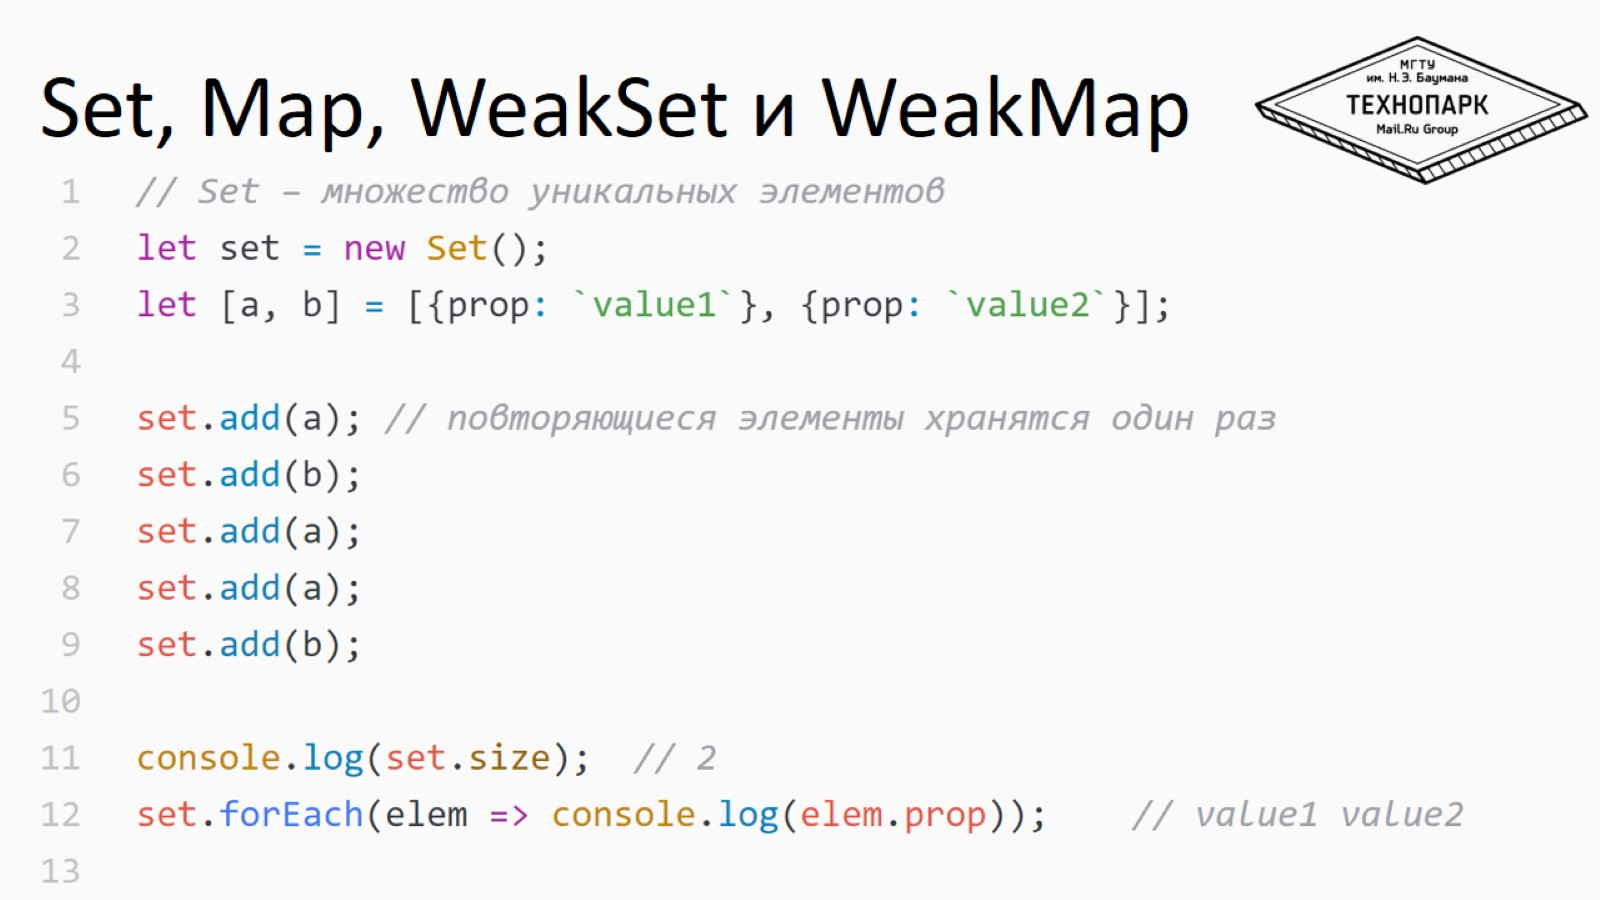 Set, Map, WeakSet и WeakMap
МГТУ
им. Н.Э. Баумана
ТЕХНОПАРК
Mail.Ru Group
1 // Set – множество уникальных элементов
2 let set = new Set();
3 let [a, b] = [{prop: `value1`}, {prop: `value2`}];
4
5 set.add(a); // повторяющиеся элементы хранятся один раз
6 set.add(b);
7 set.add(a);
8 set.add(a);
9 set.add(b);
10
11 console.log(set.size);  // 2
12 set.forEach(elem => console.log(elem.prop));    // value1 value2
13